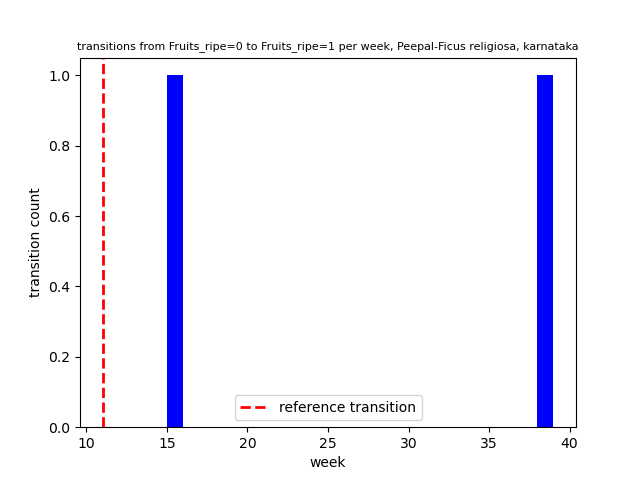 transitions from Fruits_ripe=0 to Fruits_ripe=1 per week, Peepal-Ficus religiosa, karnataka
1.0
0.8
0.6
0.4
0.2
0.0
transition count
reference transition
10 15 20 25 30 35 40
week